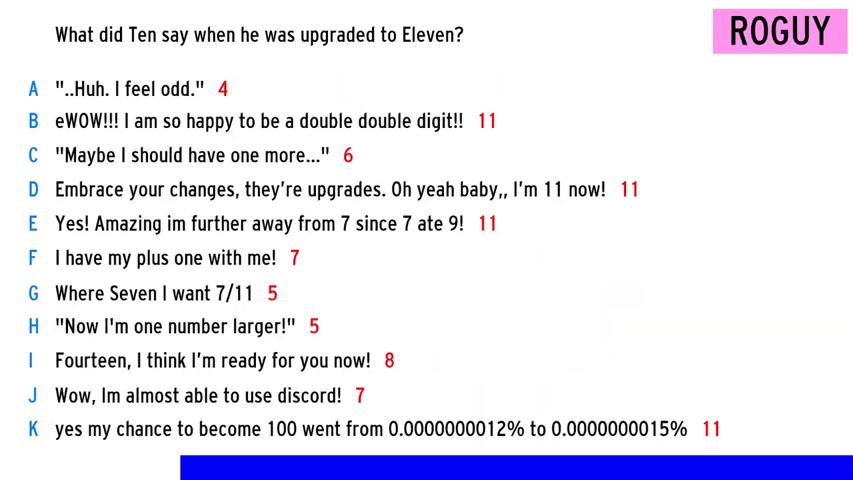 What did Ten say when he was upgraded to Eleven?
ROGUY
A "..Huh. I feel odd." 4
B eWOW!!! I am so happy to be a double double digit!! 11
C "Maybe I should have one more..." 6
D Embrace your changes, they're upgrades. Oh yeah baby,, I'm 11 now! 11
E Yes! Amazing im further away from 7 since 7 ate 9! 11
F I have my plus one with me! 7
G Where Seven I want 7/11 5
H "Now I'm one number larger!" 5
I Fourteen, I think I'm ready for you now! 8
J Wow, Im almost able to use discord! 7
K yes my chance to become 100 went from 0.0000000012% to 0.0000000015% 11